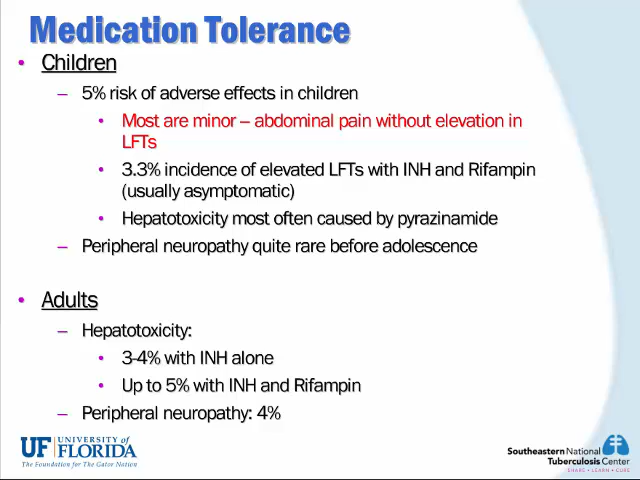 Medication Tolerance
• Children
– 5% risk of adverse effects in children
• Most are minor – abdominal pain without elevation in
LFTs
• 3.3% incidence of elevated LFTs with INH and Rifampin
(usually asymptomatic)
• Hepatotoxicity most often caused by pyrazinamide
– Peripheral neuropathy quite rare before adolescence
• Adults
– Hepatotoxicity:
• 3-4% with INH alone
• Up to 5% with INH and Rifampin
– Peripheral neuropathy: 4%
UF UNIVERSITY of
FLORIDA
The Foundation for The Gator Nation
Southeastern National
Tuberculosis Center
SHARE • LEARN • CURE